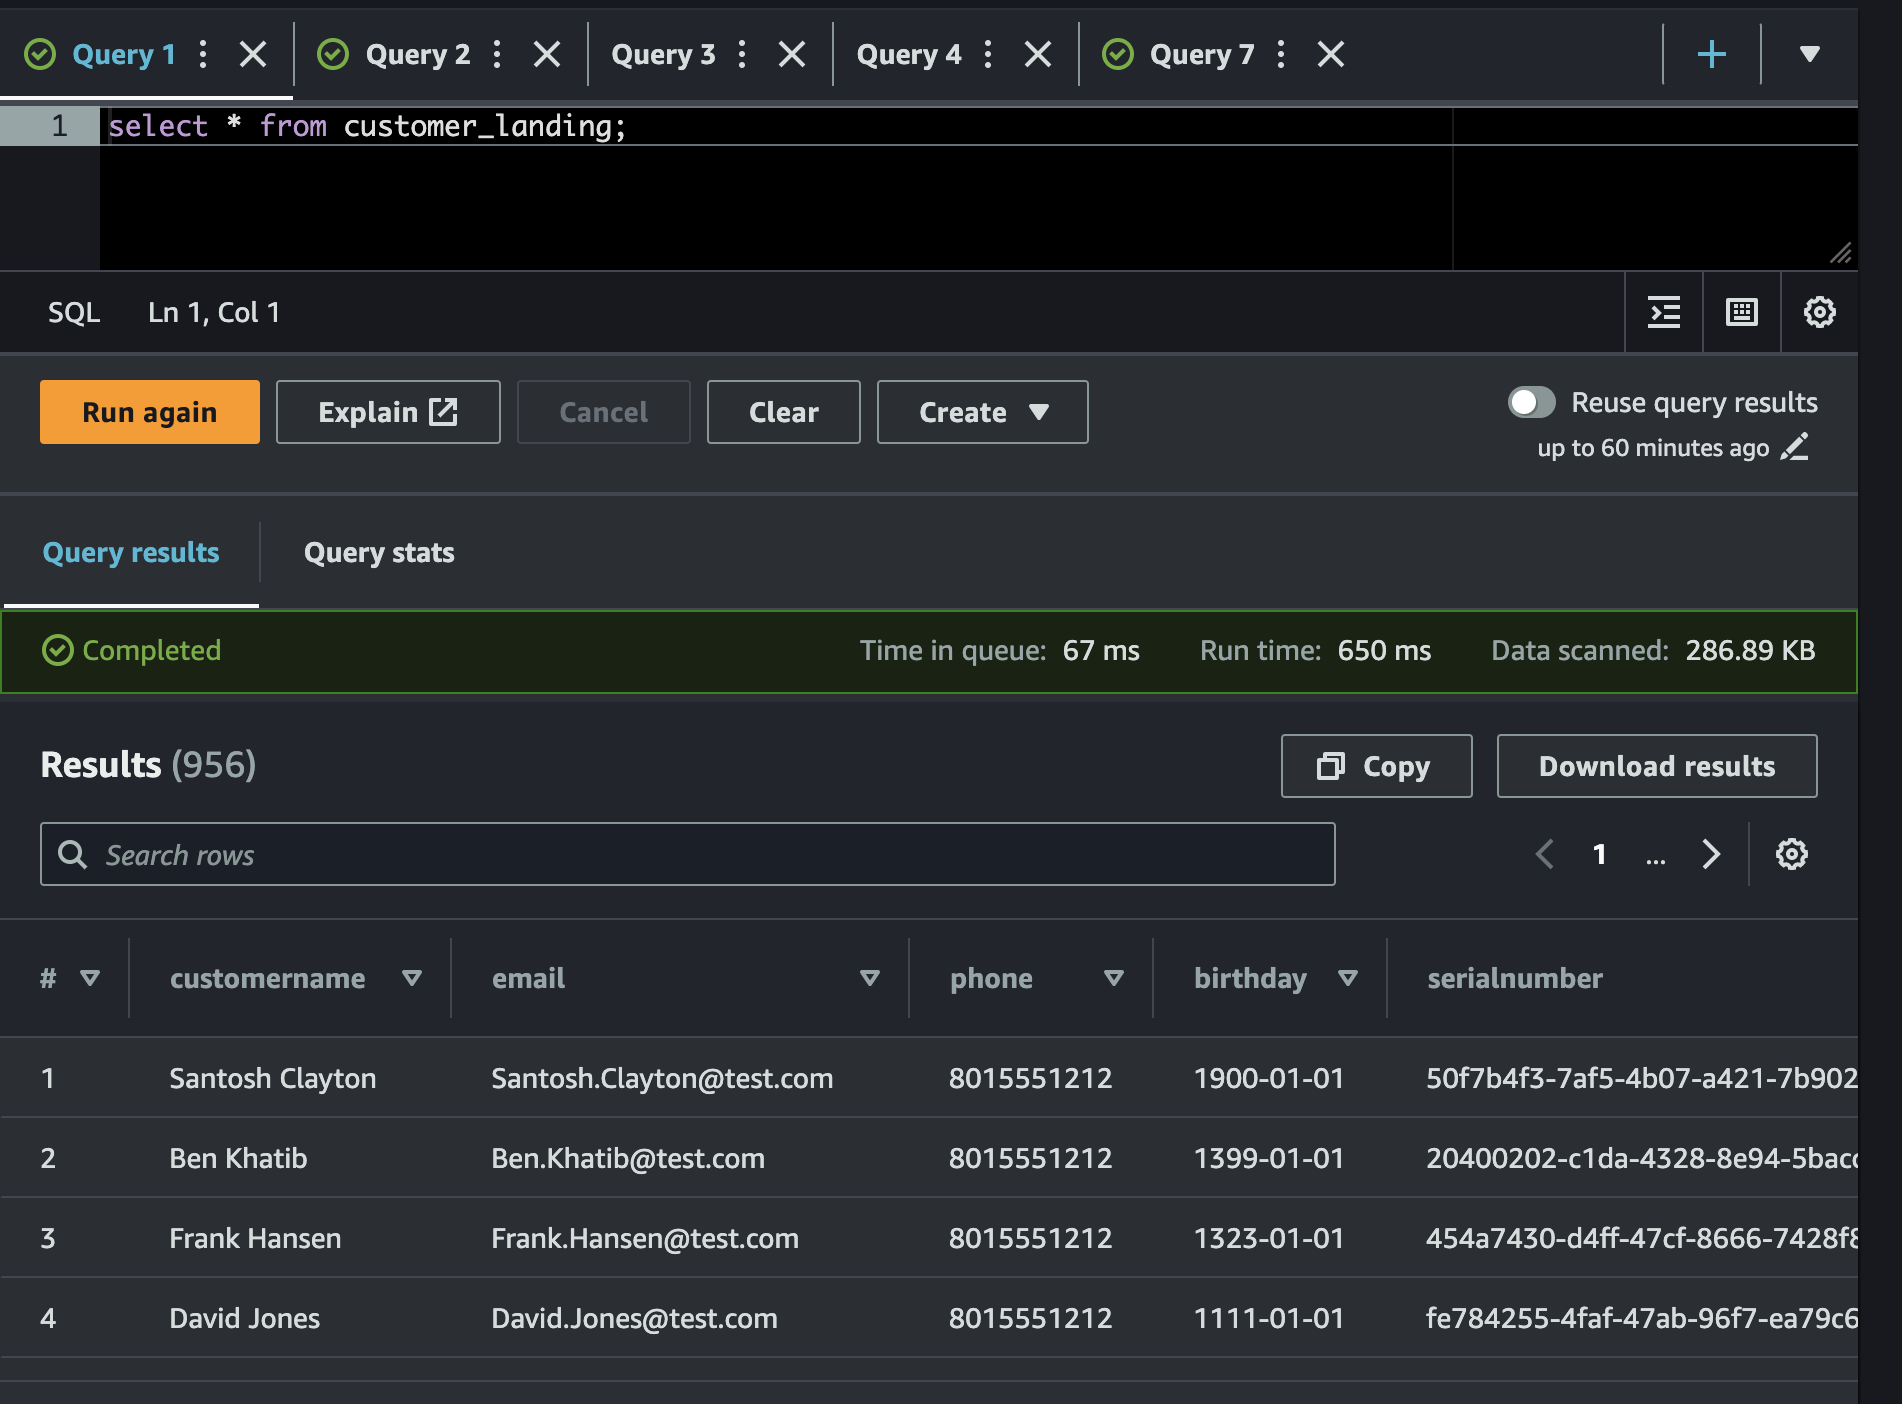 Query 1 Query 2 Query 3 Query 4 Query 7
1 select * from customer_landing;
SQL Ln 1, Col 1
Run again Explain Cancel Clear Create Reuse query results
up to 60 minutes ago
Query results Query stats
Completed Time in queue: 67 ms Run time: 650 ms Data scanned: 286.89 KB
Results (956) Copy Download results
Search rows 1 ...
# customername email phone birthday serialnumber
1 Santosh Clayton Santosh.Clayton@test.com 8015551212 1900-01-01 50f7b4f3-7af5-4b07-a421-7b902
2 Ben Khatib Ben.Khatib@test.com 8015551212 1399-01-01 20400202-c1da-4328-8e94-5bac
3 Frank Hansen Frank.Hansen@test.com 8015551212 1323-01-01 454a7430-d4ff-47cf-8666-7428f8
4 David Jones David.Jones@test.com 8015551212 1111-01-01 fe784255-4faf-47ab-96f7-ea79c6